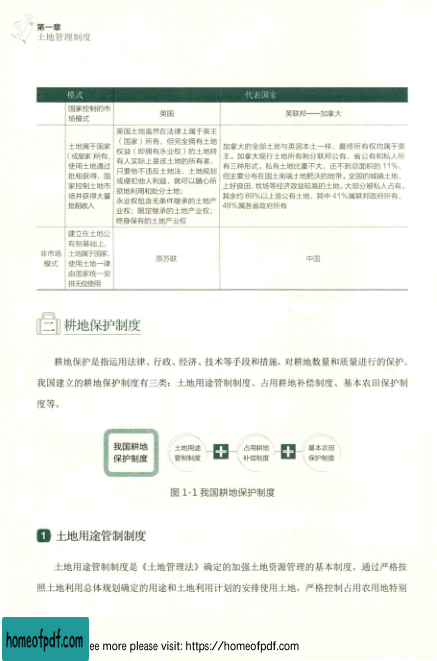 第一章
土地管理制度
模式
代表国家
国家控制的市
场模式
英国
英联邦——加拿大
土地属于国家
(或皇家)所有,
使用土地通过
批租获得,国
家控制土地市
场并获得大量
批租收入
英国土地虽然在法律上属于英王
(国家)所有,但完全拥有土地
权益(即拥有永业权)的土地持
有人实际上是该土地的所有者,
只要他不违反土地法、土地规划
或侵犯他人利益,就可以随心所
欲地利用和处分土地;
永业权包含无条件继承的土地产
业权;限定继承的土地产业权;
终身保有的土地产业权
加拿大的全部土地与英国本土一样,最终所有权均属于英
王。加拿大现行土地所有制分联邦公有、省公有和私人所
有三种形式。私有土地比重不大,还不到总面积的 11%,
但主要分布在国土南端土地肥沃的地带。全国的城镇土地、
上好良田、牧场等经济效益较高的土地,大部分被私人占有。
其余约 89%以上是公有土地,其中 41%属联邦政府所有,
48%属各省政府所有
非市场
模式
建立在土地公
有制基础上,
土地属于国家,
使用土地一律
由国家统一安
排无偿使用
原苏联
中国
二 耕地保护制度
耕地保护是指运用法律、行政、经济、技术等手段和措施,对耕地数量和质量进行的保护。
我国建立的耕地保护制度有三类:土地用途管制制度、占用耕地补偿制度、基本农田保护制
度等。
我国耕地
保护制度
土地用途
管制制度
占用耕地
补偿制度
基本农田
保护制度
图 1-1 我国耕地保护制度
1 土地用途管制制度
土地用途管制制度是《土地管理法》确定的加强土地资源管理的基本制度。通过严格按
照土地利用总体规划确定的用途和土地利用计划的安排使用土地,严格控制占用农用地特别
homeofpdf.com
ee more please visit: https://homeofpdf.com